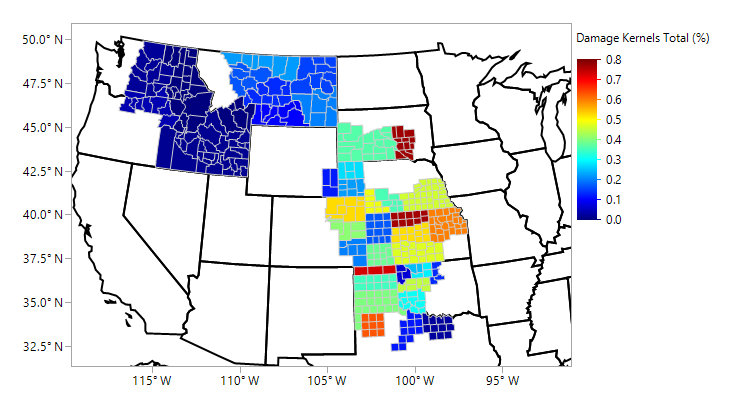 Damage Kernels Total (%)
50.0° N
47.5° N
45.0° N
42.5° N
40.0° N
37.5° N
35.0° N
32.5° N
0.8
0.7
0.6
0.5
0.4
0.3
0.2
0.1
0.0
115° W
110° W
105° W
100° W
95° W